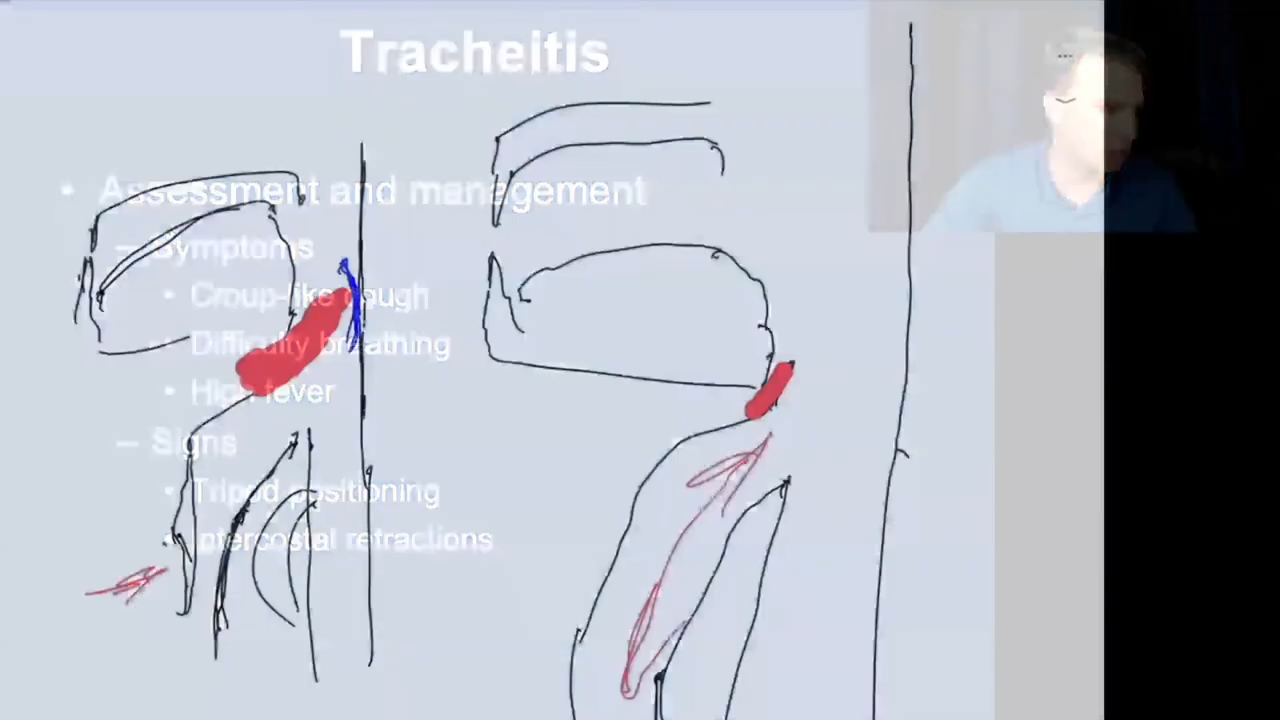 Tracheitis
• Assessment and management
– Symptoms
• Croup-like cough
• Difficulty breathing
• High fever
– Signs
• Tripod positioning
• Intercostal retractions